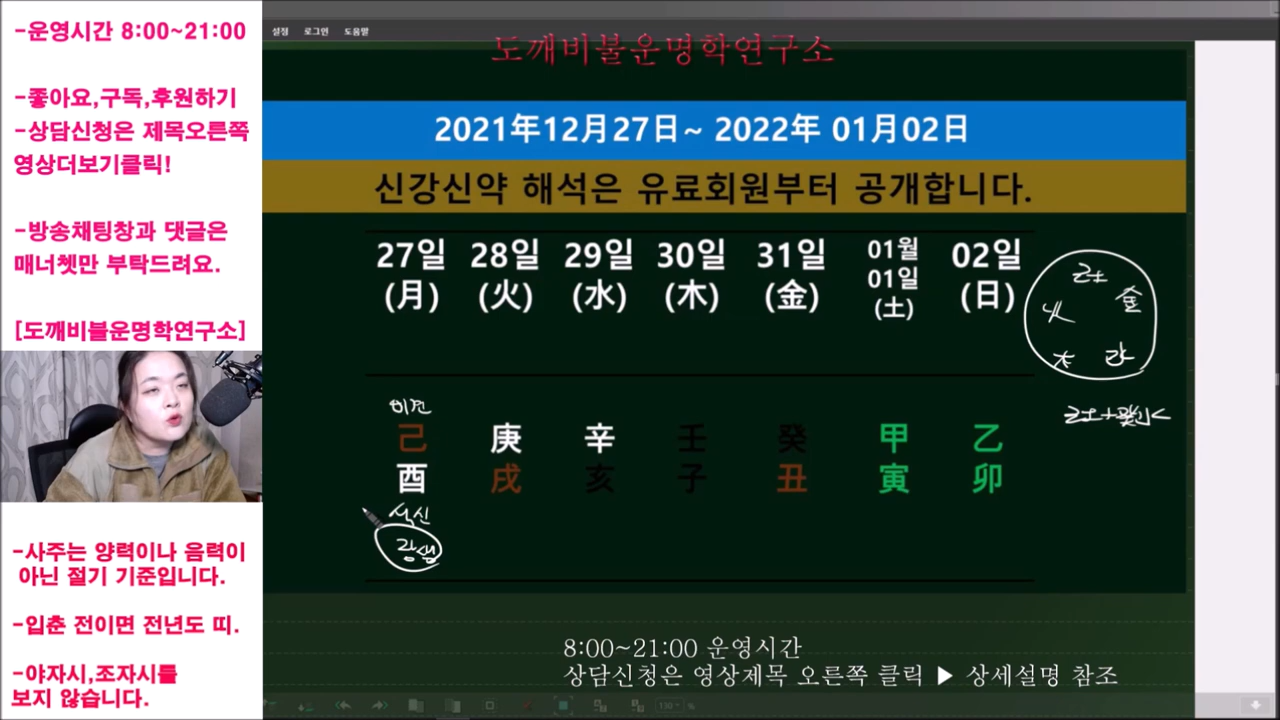 -운영시간 8:00~21:00
-좋아요,구독,후원하기
-상담신청은 제목오른쪽
영상더보기클릭!
-방송채팅창과 댓글은
매너쳇만 부탁드려요.
[도깨비불운명학연구소]
-사주는 양력이나 음력이
아닌 절기 기준입니다.
-입춘 전이면 전년도 띠.
-야자시,조자시를
보지 않습니다.
설정 로그인 도움말
도깨비불운명학연구소
2021年12月27日~ 2022年 01月02日
신강신약 해석은 유료회원부터 공개합니다.
27일 28일 29일 30일 31일 01월 01일 02일
(月) (火) (水) (木) (金) (土) (日)
비견
己 庚 辛 壬 癸 甲 乙
酉 戌 亥 子 丑 寅 卯
식신
8:00~21:00 운영시간
상담신청은 영상제목 오른쪽 클릭 ▶ 상세설명 참조
130 %